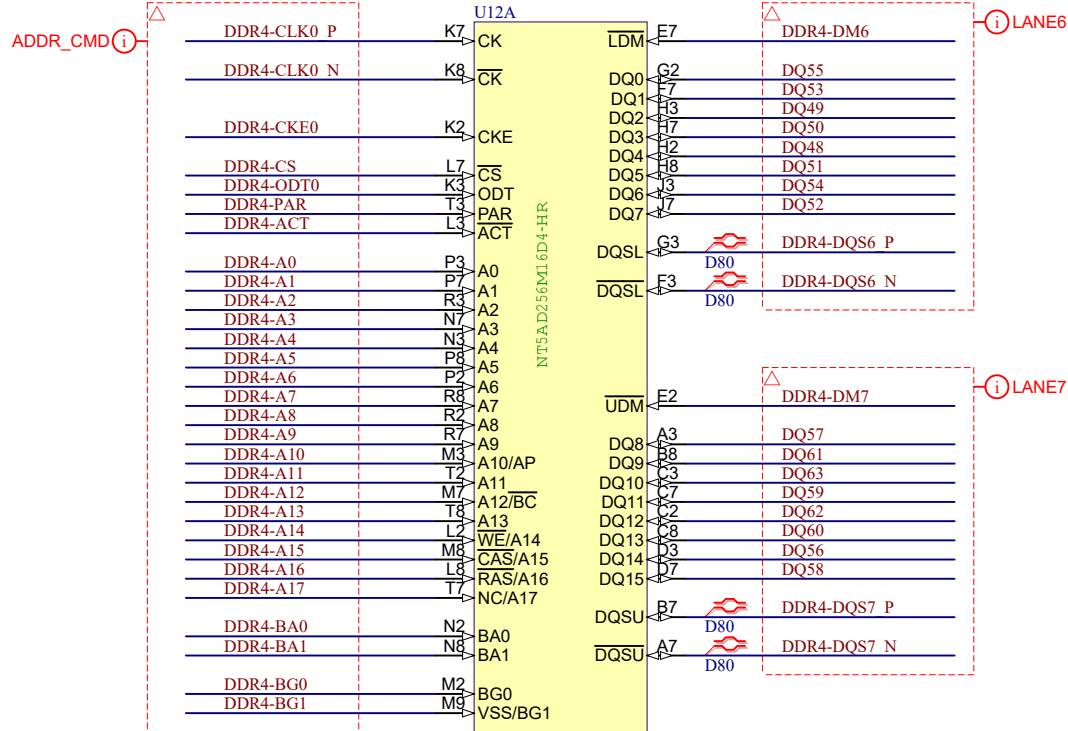 U12A
ADDR_CMD i
DDR4-CLK0_P K7 CK
DDR4-CLK0_N K8 CK
DDR4-CKE0 K2 CKE
DDR4-CS L7 CS
DDR4-ODT0 K3 ODT
DDR4-PAR T3 PAR
DDR4-ACT L3 ACT
DDR4-A0 P3 A0
DDR4-A1 P7 A1
DDR4-A2 R3 A2
DDR4-A3 N7 A3
DDR4-A4 N3 A4
DDR4-A5 P8 A5
DDR4-A6 P2 A6
DDR4-A7 R8 A7
DDR4-A8 R2 A8
DDR4-A9 R7 A9
DDR4-A10 M3 A10/AP
DDR4-A11 T2 A11
DDR4-A12 M7 A12/BC
DDR4-A13 T8 A13
DDR4-A14 L2 WE/A14
DDR4-A15 M8 CAS/A15
DDR4-A16 L8 RAS/A16
DDR4-A17 T7 NC/A17
DDR4-BA0 N2 BA0
DDR4-BA1 N8 BA1
DDR4-BG0 M2 BG0
DDR4-BG1 M9 VSS/BG1
NT5AD256M16D4-HR
i LANE6
LDM E7 DDR4-DM6
DQ0 G2 DQ55
DQ1 F7 DQ53
DQ2 H3 DQ49
DQ3 H7 DQ50
DQ4 H2 DQ48
DQ5 H8 DQ51
DQ6 J3 DQ54
DQ7 J7 DQ52
DQSL G3 D80 DDR4-DQS6_P
DQSL F3 D80 DDR4-DQS6_N
i LANE7
UDM E2 DDR4-DM7
DQ8 A3 DQ57
DQ9 B8 DQ61
DQ10 C3 DQ63
DQ11 C7 DQ59
DQ12 C2 DQ62
DQ13 C8 DQ60
DQ14 D3 DQ56
DQ15 D7 DQ58
DQSU B7 D80 DDR4-DQS7_P
DQSU A7 D80 DDR4-DQS7_N